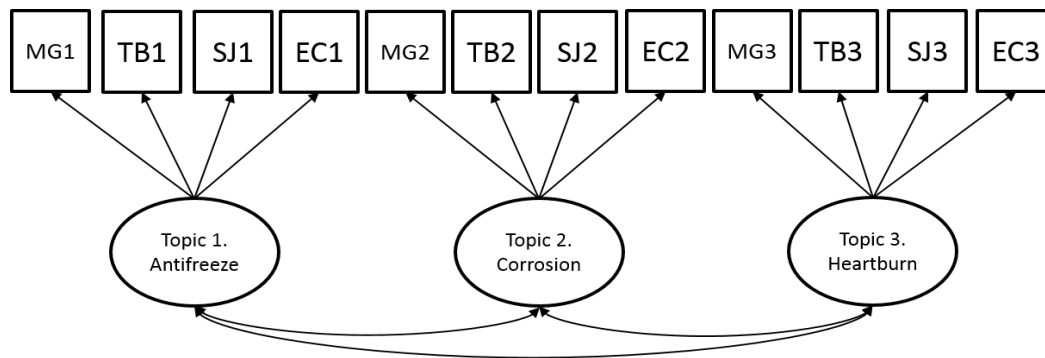 MG1 TB1 SJ1 EC1 MG2 TB2 SJ2 EC2 MG3 TB3 SJ3 EC3
Topic 1.
Antifreeze
Topic 2.
Corrosion
Topic 3.
Heartburn